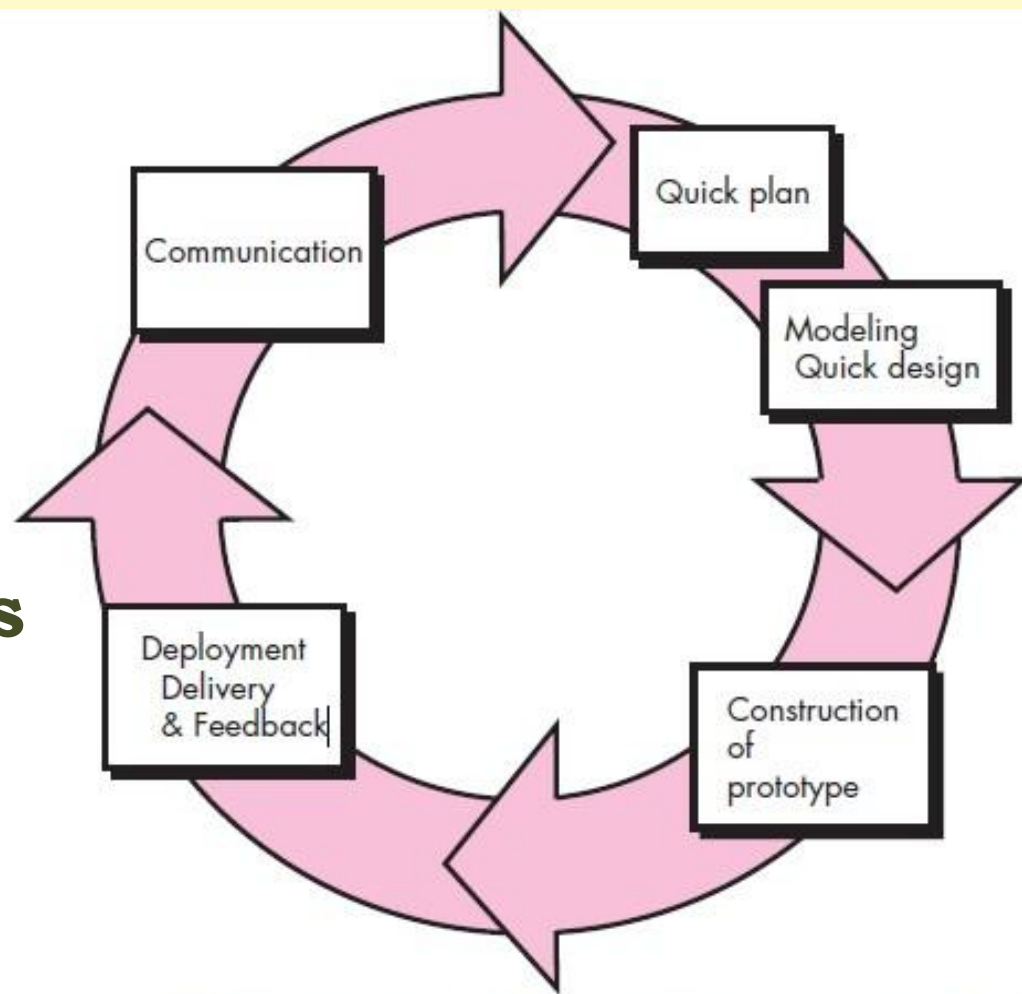 Communication
Quick plan
Modeling
Quick design
Construction
of
prototype
Deployment
Delivery
& Feedback
s